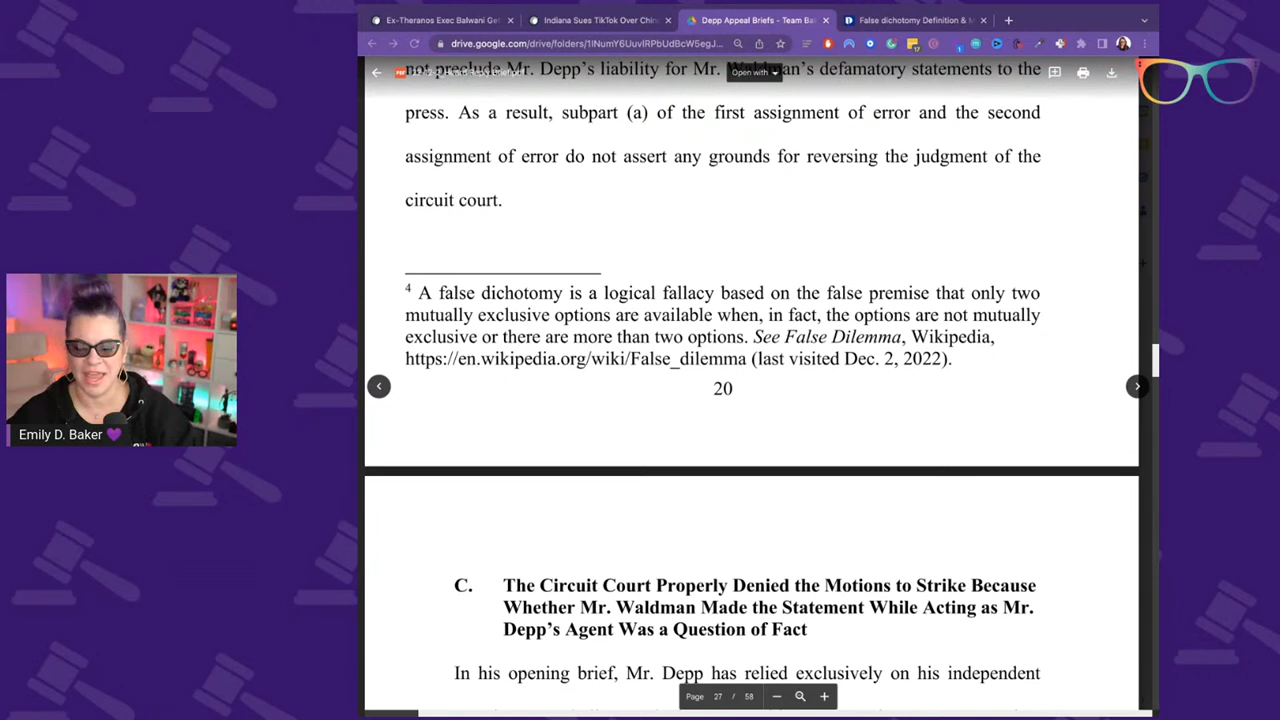 Ex-Theranos Exec Balwani Ge
Indiana Sues TikTok Over Chin
Depp Appeal Briefs - Team Ba
False dichotomy Definition & M
drive.google.com/drive/folders/1INumY6UuvIRPbUdBcW5egJ...
not preclude Mr. Depp's liability for Mr. Waldman's defamatory statements to the
Open with
press. As a result, subpart (a) of the first assignment of error and the second
assignment of error do not assert any grounds for reversing the judgment of the
circuit court.
4 A false dichotomy is a logical fallacy based on the false premise that only two
mutually exclusive options are available when, in fact, the options are not mutually
exclusive or there are more than two options. See False Dilemma, Wikipedia,
https://en.wikipedia.org/wiki/False_dilemma (last visited Dec. 2, 2022).
20
Emily D. Baker
C. The Circuit Court Properly Denied the Motions to Strike Because
Whether Mr. Waldman Made the Statement While Acting as Mr.
Depp's Agent Was a Question of Fact
In his opening brief, Mr. Depp has relied exclusively on his independent
Page 27 / 58